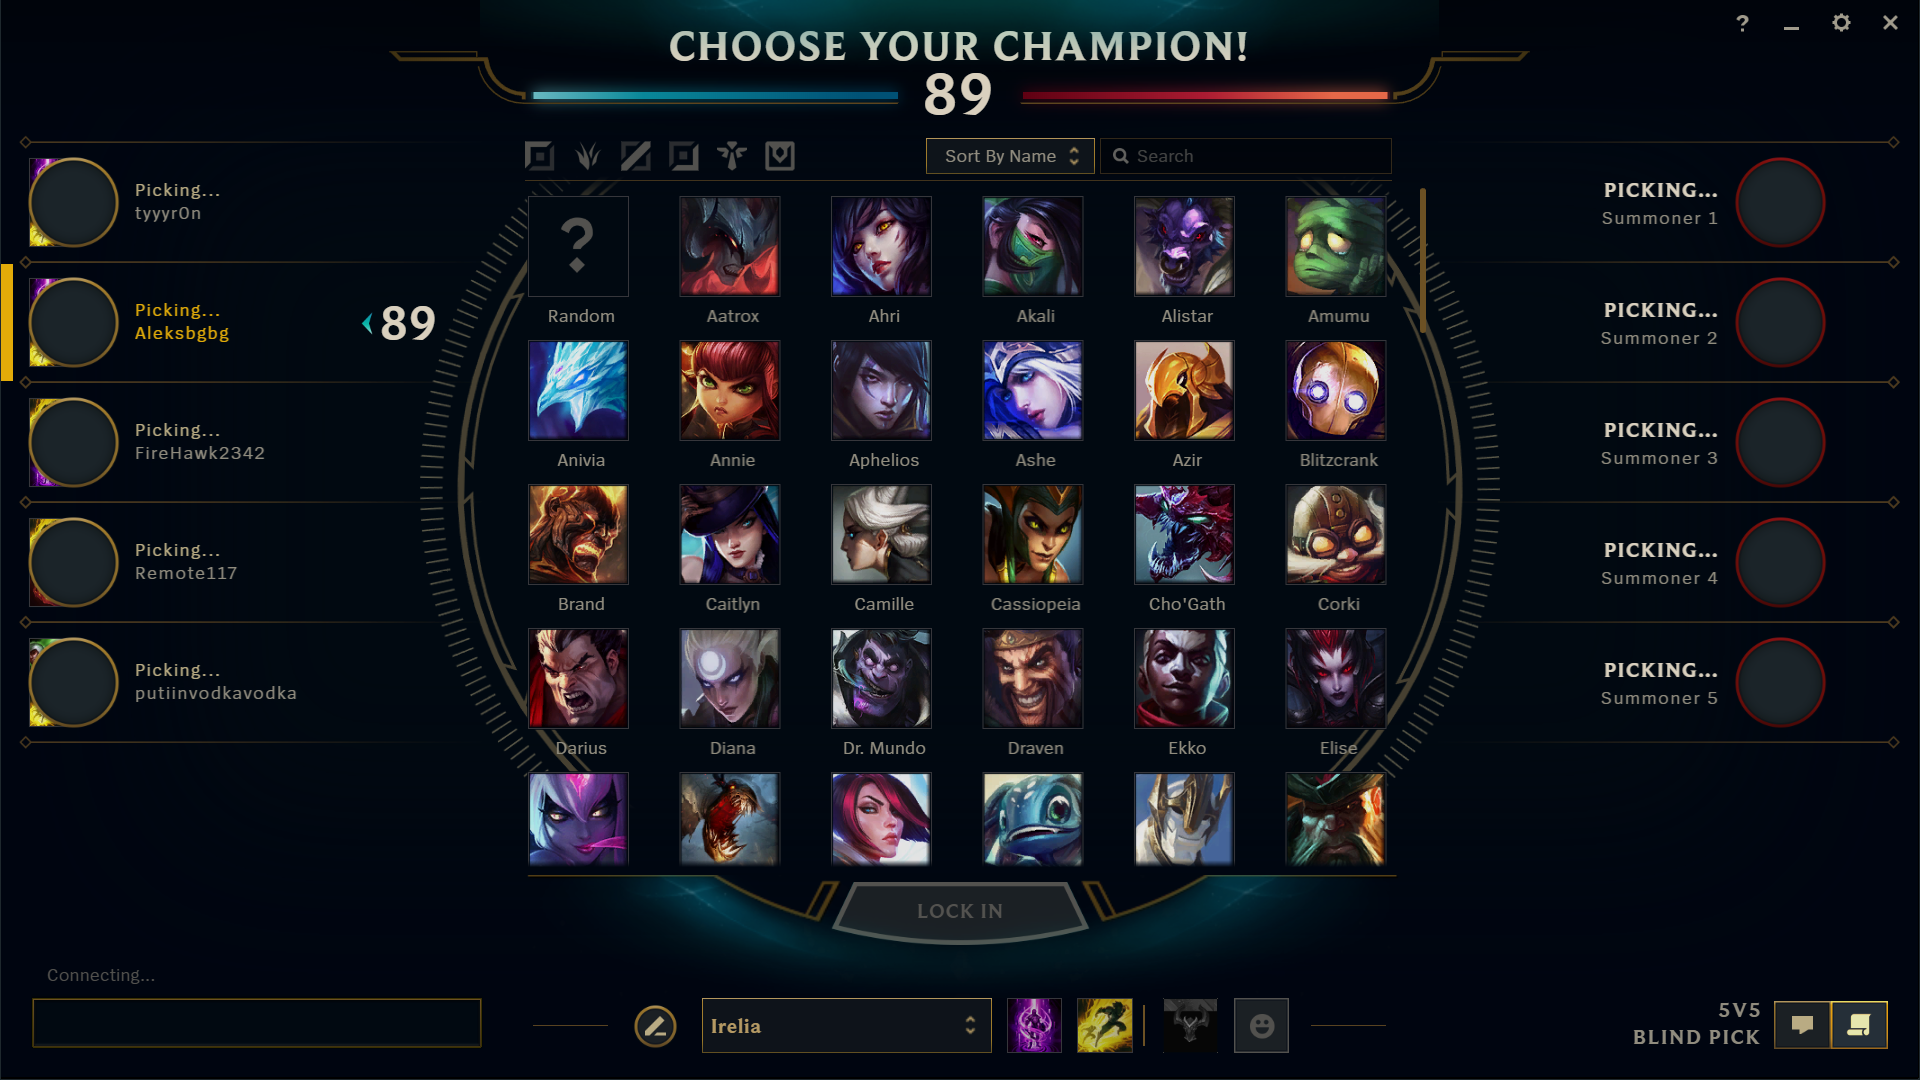 CHOOSE YOUR CHAMPION!
89
Sort By Name
Search
Picking...
tyyyr0n
Picking...
Aleksbgbg
89
Picking...
FireHawk2342
Picking...
Remote117
Picking...
putiinvodkavodka
Random
Aatrox
Ahri
Akali
Alistar
Amumu
Anivia
Annie
Aphelios
Ashe
Azir
Blitzcrank
Brand
Caitlyn
Camille
Cassiopeia
Cho'Gath
Corki
Darius
Diana
Dr. Mundo
Draven
Ekko
Elise
PICKING...
Summoner 1
PICKING...
Summoner 2
PICKING...
Summoner 3
PICKING...
Summoner 4
PICKING...
Summoner 5
LOCK IN
Connecting...
Irelia
5V5
BLIND PICK